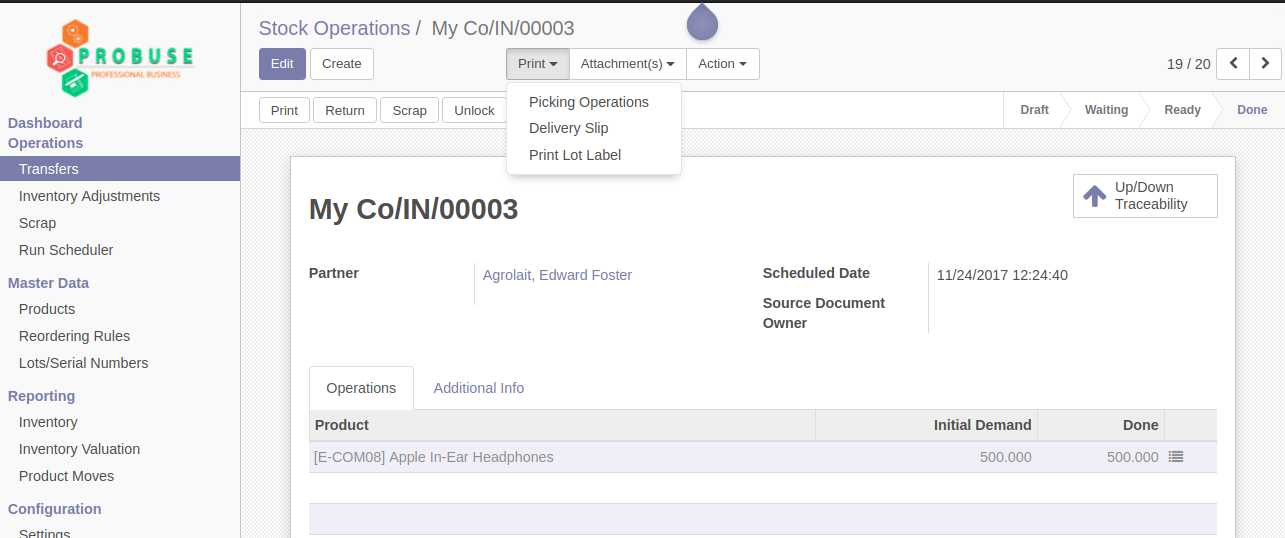 PROBUSE
PROFESSIONAL BUSINESS
Dashboard
Operations
Transfers
Inventory Adjustments
Scrap
Run Scheduler
Master Data
Products
Reordering Rules
Lots/Serial Numbers
Reporting
Inventory
Inventory Valuation
Product Moves
Configuration
Settings
Stock Operations / My Co/IN/00003
Edit Create Print Attachment(s) Action 19 / 20
Picking Operations
Delivery Slip
Print Lot Label
Print Return Scrap Unlock Draft Waiting Ready Done
Up/Down
Traceability
My Co/IN/00003
Partner Agrolait, Edward Foster
Scheduled Date 11/24/2017 12:24:40
Source Document
Owner
Operations Additional Info
Product Initial Demand Done
[E-COM08] Apple In-Ear Headphones 500.000 500.000